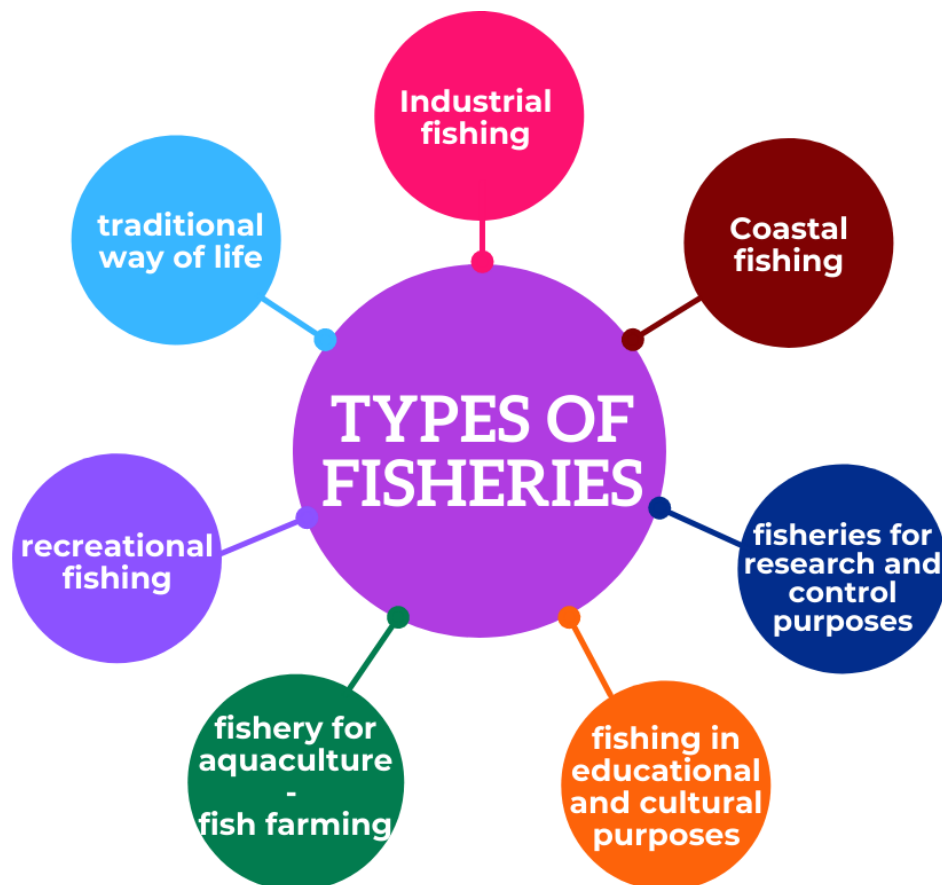 Industrial
fishing
traditional
way of life
Coastal
fishing
TYPES OF
FISHERIES
recreational
fishing
fisheries for
research and
control
purposes
fishery for
aquaculture
-
fish farming
fishing in
educational
and cultural
purposes